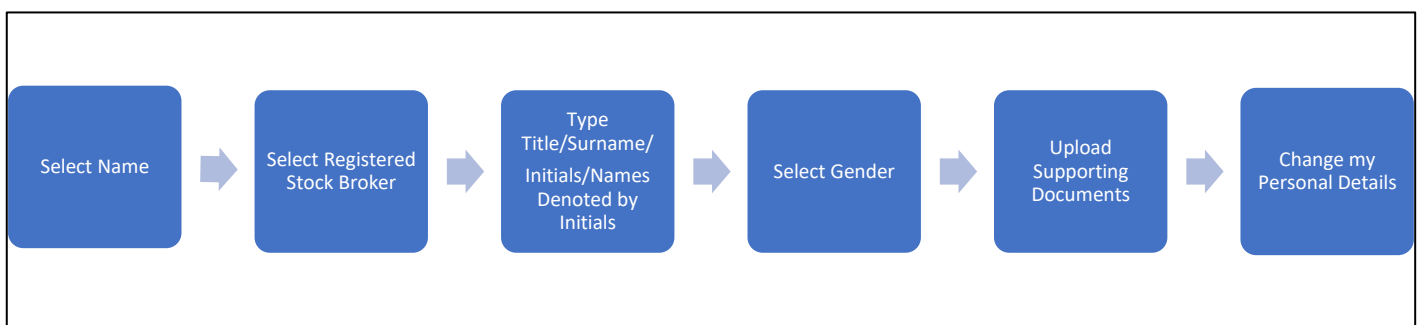 Select Name
Select Registered
Stock Broker
Type
Title/Surname/
Initials/Names
Denoted by
Initials
Select Gender
Upload
Supporting
Documents
Change my
Personal Details